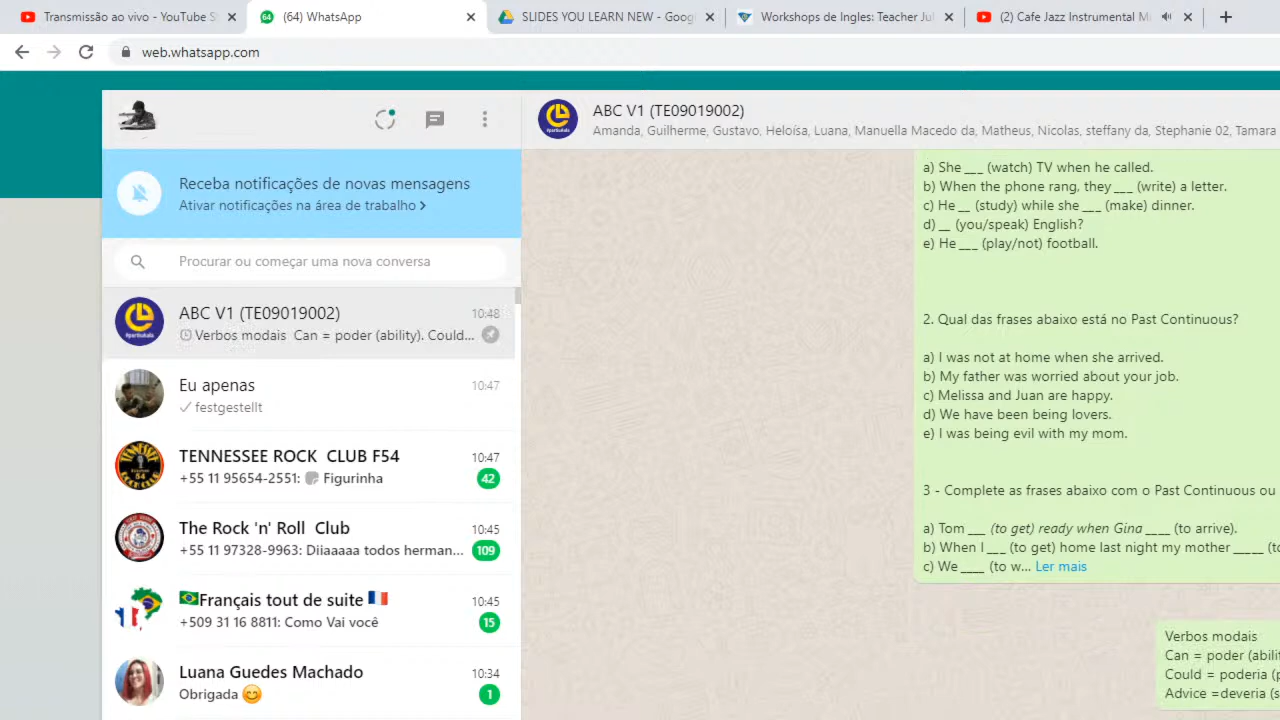 Transmissão ao vivo - YouTube S
(64) WhatsApp
SLIDES YOU LEARN NEW - Goog
Workshops de Ingles: Teacher Jul
(2) Cafe Jazz Instrumental Mu
web.whatsapp.com
ABC V1 (TE09019002)
Amanda, Guilherme, Gustavo, Heloísa, Luana, Manuella Macedo da, Matheus, Nicolas, steffany da, Stephanie 02, Tamara
Receba notificações de novas mensagens
Ativar notificações na área de trabalho >
Procurar ou começar uma nova conversa
ABC V1 (TE09019002) 10:48
Verbos modais Can = poder (ability). Could...
Eu apenas 10:47
festgestellt
TENNESSEE ROCK CLUB F54 10:47
+55 11 95654-2551: Figurinha 42
The Rock 'n' Roll Club 10:45
+55 11 97328-9963: Diiaaaaa todos herman... 109
Français tout de suite 10:45
+509 31 16 8811: Como Vai você 15
Luana Guedes Machado 10:34
Obrigada 😊 1
a) She ___ (watch) TV when he called.
b) When the phone rang, they ___ (write) a letter.
c) He __ (study) while she ___ (make) dinner.
d) __ (you/speak) English?
e) He ___ (play/not) football.
2. Qual das frases abaixo está no Past Continuous?
a) I was not at home when she arrived.
b) My father was worried about your job.
c) Melissa and Juan are happy.
d) We have been being lovers.
e) I was being evil with my mom.
3 - Complete as frases abaixo com o Past Continuous ou
a) Tom ___ (to get) ready when Gina ____ (to arrive).
b) When I ___ (to get) home last night my mother _____ (to
c) We ____ (to w... Ler mais
Verbos modais
Can = poder (abili
Could = poderia (p
Advice =deveria (s